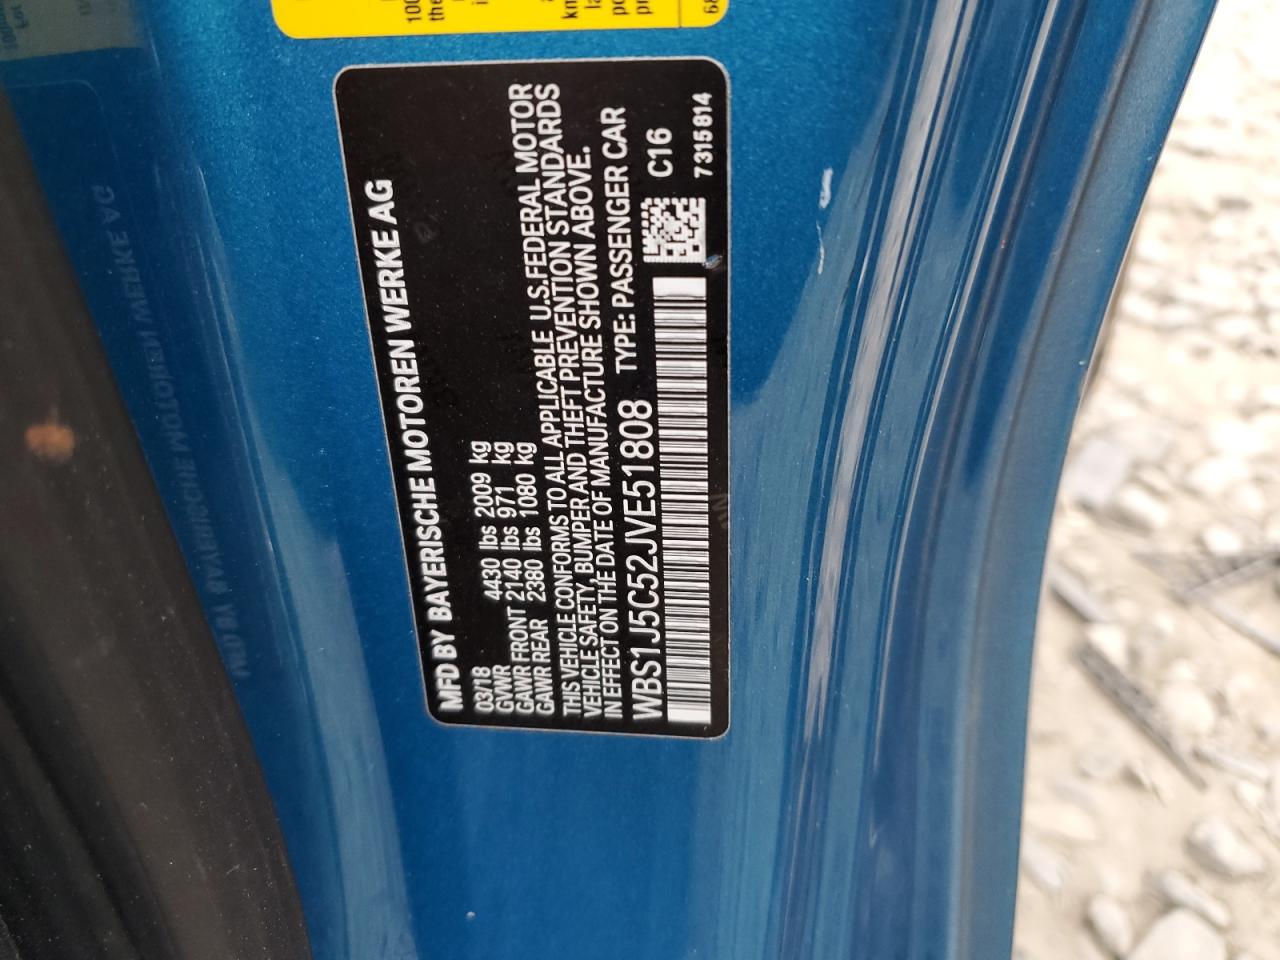 MFD BY BAYERISCHE MOTOREN WERKE AG
03/18
GVWR 4430 lbs 2009 kg
GAWR FRONT 2140 lbs 971 kg
GAWR REAR 2380 lbs 1080 kg
THIS VEHICLE CONFORMS TO ALL APPLICABLE U.S.FEDERAL MOTOR
VEHICLE SAFETY, BUMPER AND THEFT PREVENTION STANDARDS
IN EFFECT ON THE DATE OF MANUFACTURE SHOWN ABOVE.
WBS1J5C52JVE51808 TYPE: PASSENGER CAR
C16
7315814